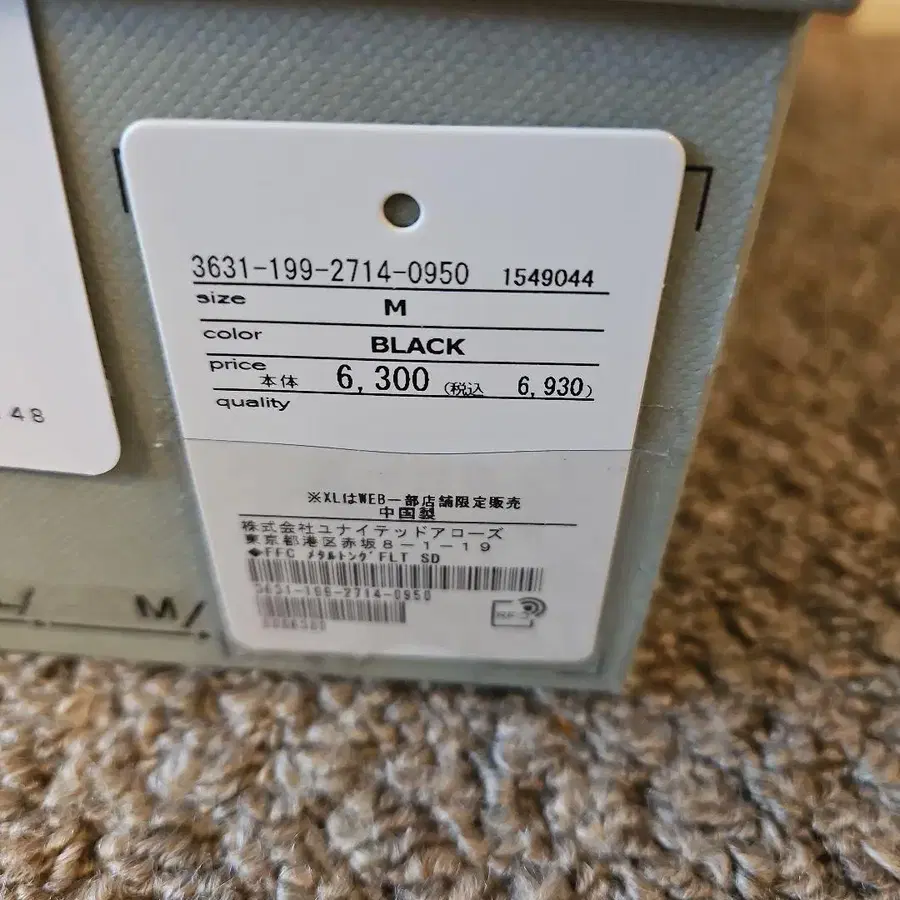 3631-199-2714-0950 1549044
size M
color BLACK
price 本体 6,300 (税込 6,930)
quality
※XLはWEB一部店舗限定販売
中国製
株式会社ユナイテッドアローズ
東京都港区赤坂8-1-19
◆FFC メタルトング FLT SD
3631-199-2714-0950
48
M/